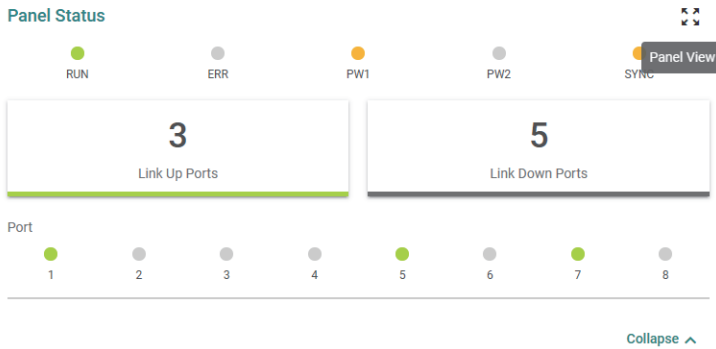 Panel Status
Panel View
RUN ERR PW1 PW2 SYNC
3 5
Link Up Ports Link Down Ports
Port
1 2 3 4 5 6 7 8
Collapse